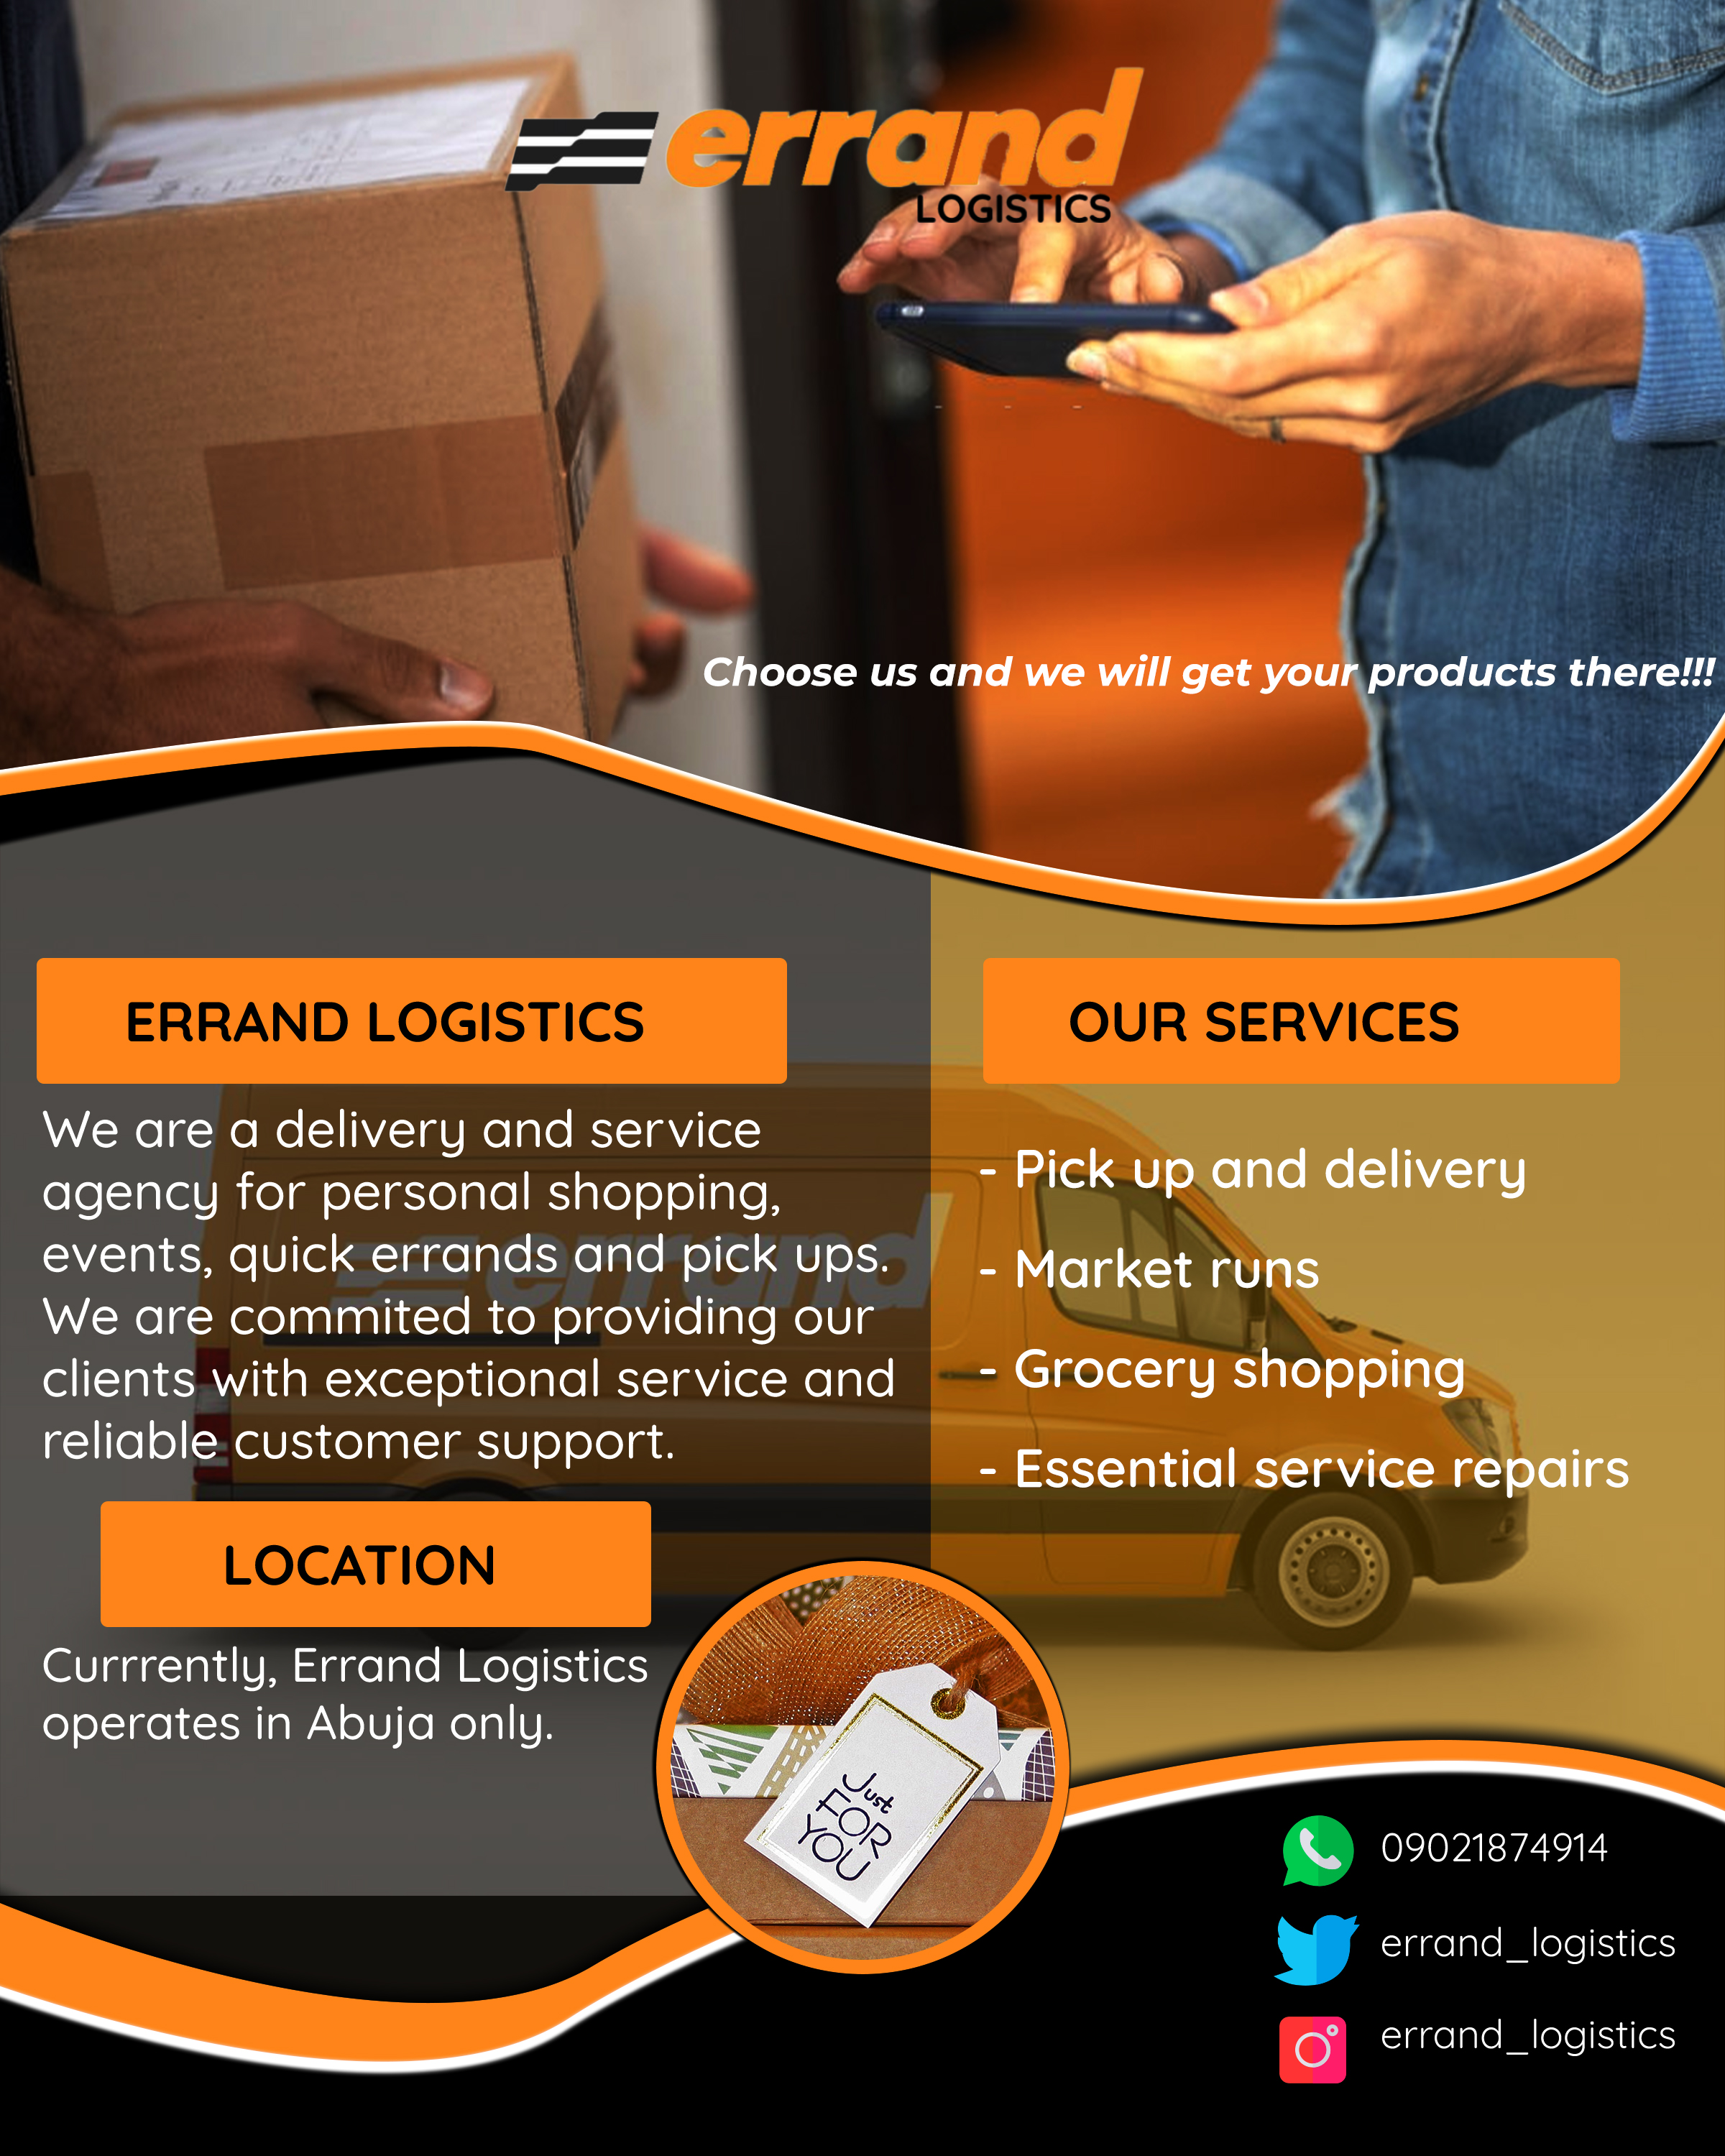 errand
LOGISTICS
Choose us and we will get your products there!!!
ERRAND LOGISTICS
We are a delivery and service
agency for personal shopping,
events, quick errands and pick ups.
We are commited to providing our
clients with exceptional service and
reliable customer support.
LOCATION
Currrently, Errand Logistics
operates in Abuja only.
OUR SERVICES
- Pick up and delivery
- Market runs
- Grocery shopping
- Essential service repairs
errand
Just
FOR
YOU
09021874914
errand_logistics
errand_logistics